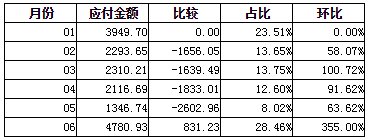 月份 应付金额 比较 占比 环比
01 3949.70 0.00 23.51% 0.00%
02 2293.65 -1656.05 13.65% 58.07%
03 2310.21 -1639.49 13.75% 100.72%
04 2116.69 -1833.01 12.60% 91.62%
05 1346.74 -2602.96 8.02% 63.62%
06 4780.93 831.23 28.46% 355.00%